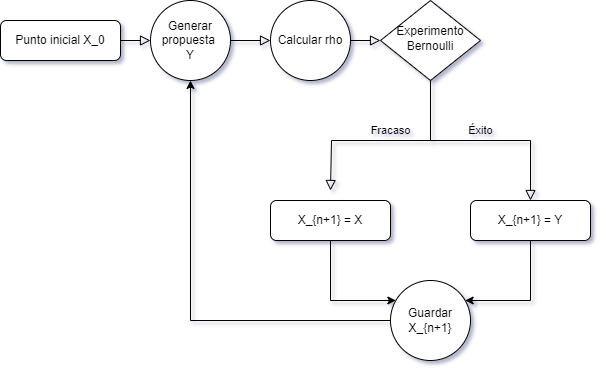 Punto inicial X_0
Generar
propuesta
Y
Calcular rho
Experimento
Bernoulli
Fracaso
Éxito
X_{n+1} = X
X_{n+1} = Y
Guardar
X_{n+1}